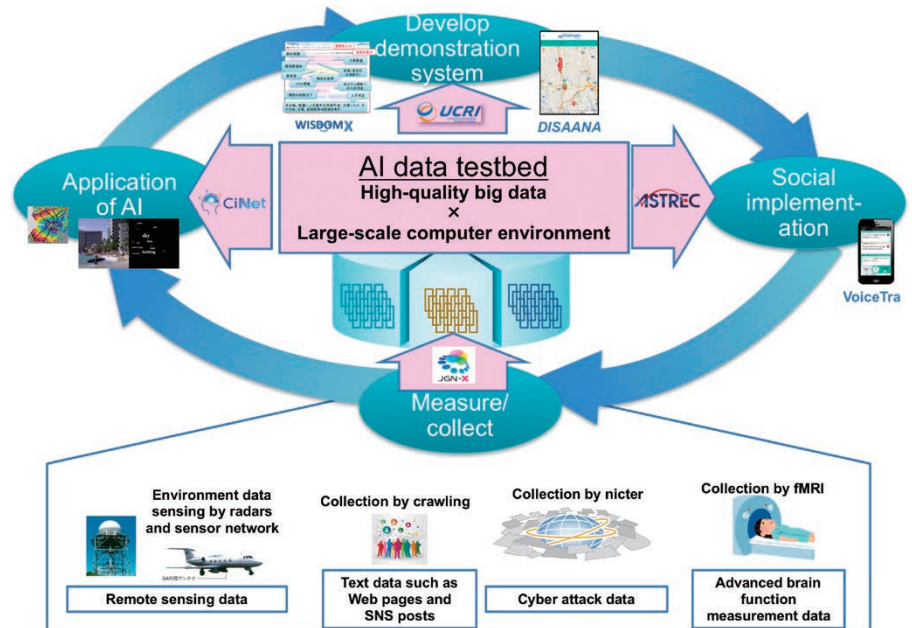 Develop
demonstration
system
WISDOMX
UCRI
DISAANA
Application
of AI
CiNet
AI data testbed
High-quality big data
×
Large-scale computer environment
ASTREC
Social
implement-
ation
VoiceTra
JGN-X
Measure/
collect
Environment data
sensing by radars
and sensor network
Remote sensing data
Collection by crawling
Text data such as
Web pages and
SNS posts
Collection by nicter
Cyber attack data
Collection by fMRI
Advanced brain
function
measurement data